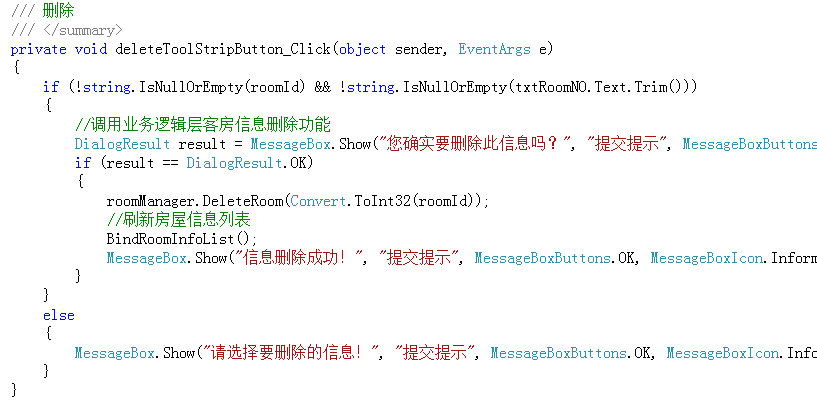 /// 删除
/// </summary>
private void deleteToolStripButton_Click(object sender, EventArgs e)
{
if (!string.IsNullOrEmpty(roomId) && !string.IsNullOrEmpty(txtRoomNO.Text.Trim()))
{
//调用业务逻辑层客房信息删除功能
DialogResult result = MessageBox.Show("您确实要删除此信息吗？", "提交提示", MessageBoxButtons
if (result == DialogResult.OK)
{
roomManager.DeleteRoom(Convert.ToInt32(roomId));
//刷新房屋信息列表
BindRoomInfoList();
MessageBox.Show("信息删除成功！", "提交提示", MessageBoxButtons.OK, MessageBoxIcon.Inform
}
}
else
{
MessageBox.Show("请选择要删除的信息！", "提交提示", MessageBoxButtons.OK, MessageBoxIcon.Info
}
}